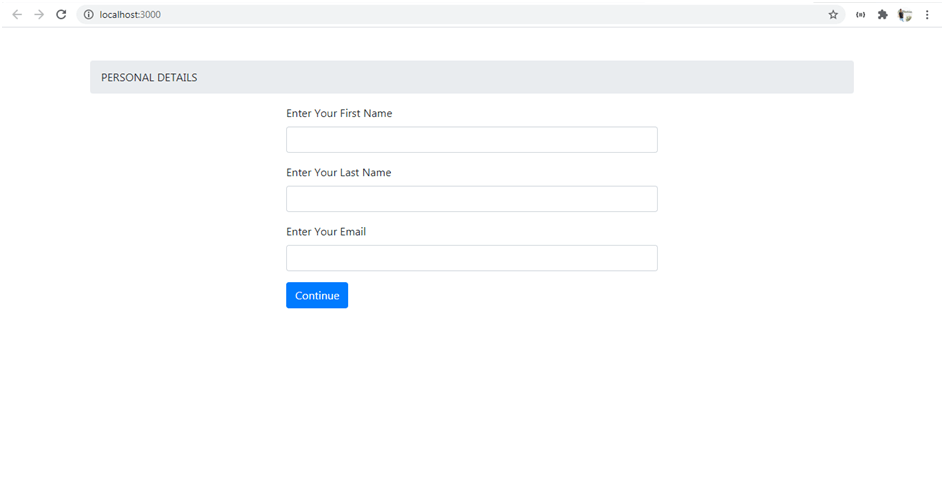 localhost:3000
PERSONAL DETAILS
Enter Your First Name
Enter Your Last Name
Enter Your Email
Continue